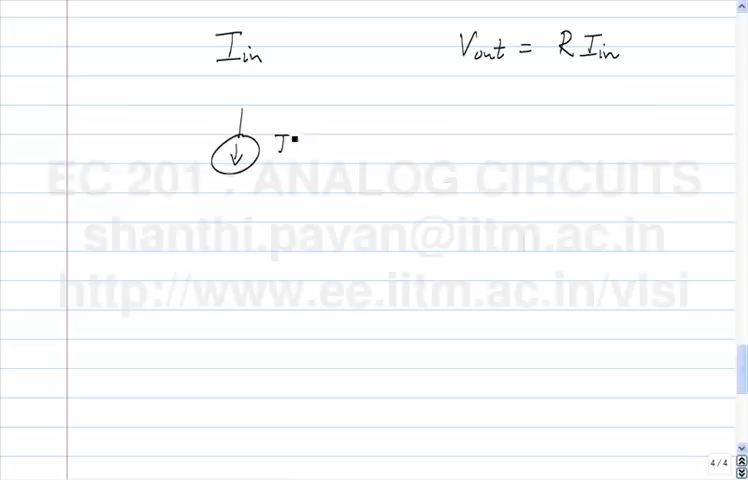 Iin Vout = R Iin
I
EC 201 : ANALOG CIRCUITS
shanthi.pavan@iitm.ac.in
http://www.ee.iitm.ac.in/vlsi
4/4